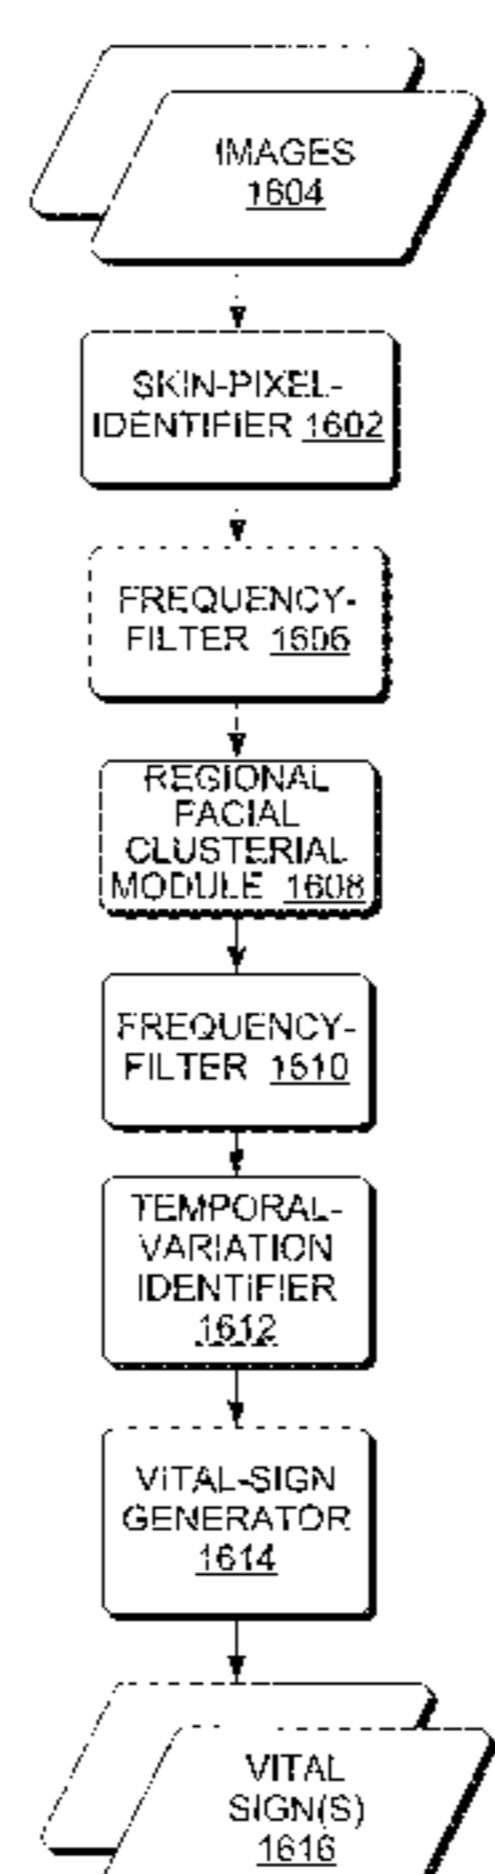 IMAGES
1604
SKIN-PIXEL-
IDENTIFIER 1602
FREQUENCY-
FILTER 1606
REGIONAL
FACIAL
CLUSTERIAL
MODULE 1608
FREQUENCY-
FILTER 1610
TEMPORAL-
VARIATION
IDENTIFIER
1612
VITAL-SIGN
GENERATOR
1614
VITAL
SIGN(S)
1616